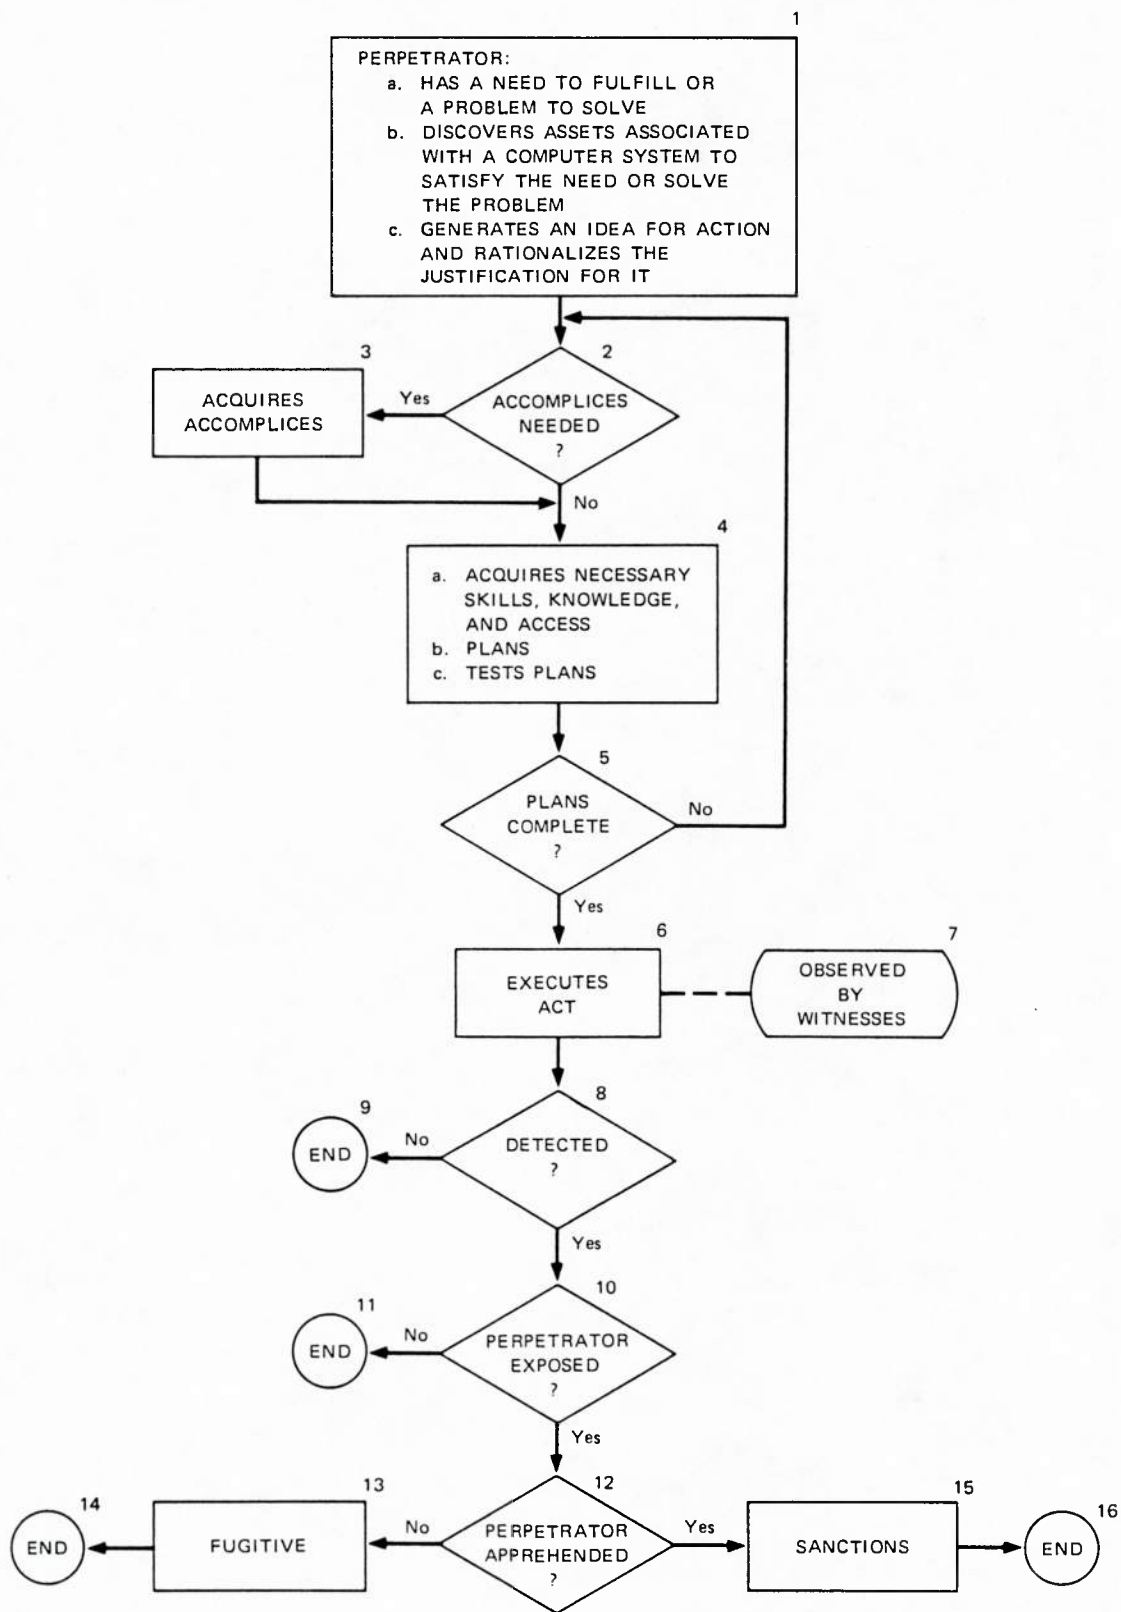 1
PERPETRATOR:
a. HAS A NEED TO FULFILL OR
A PROBLEM TO SOLVE
b. DISCOVERS ASSETS ASSOCIATED
WITH A COMPUTER SYSTEM TO
SATISFY THE NEED OR SOLVE
THE PROBLEM
c. GENERATES AN IDEA FOR ACTION
AND RATIONALIZES THE
JUSTIFICATION FOR IT
2
ACCOMPLICES
NEEDED
?
Yes
3
ACQUIRES
ACCOMPLICES
No
4
a. ACQUIRES NECESSARY
SKILLS, KNOWLEDGE,
AND ACCESS
b. PLANS
c. TESTS PLANS
5
PLANS
COMPLETE
?
No
Yes
6
EXECUTES
ACT
7
OBSERVED
BY
WITNESSES
8
DETECTED
?
No
9
END
Yes
10
PERPETRATOR
EXPOSED
?
No
11
END
Yes
12
PERPETRATOR
APPREHENDED
?
No
13
FUGITIVE
14
END
Yes
15
SANCTIONS
16
END